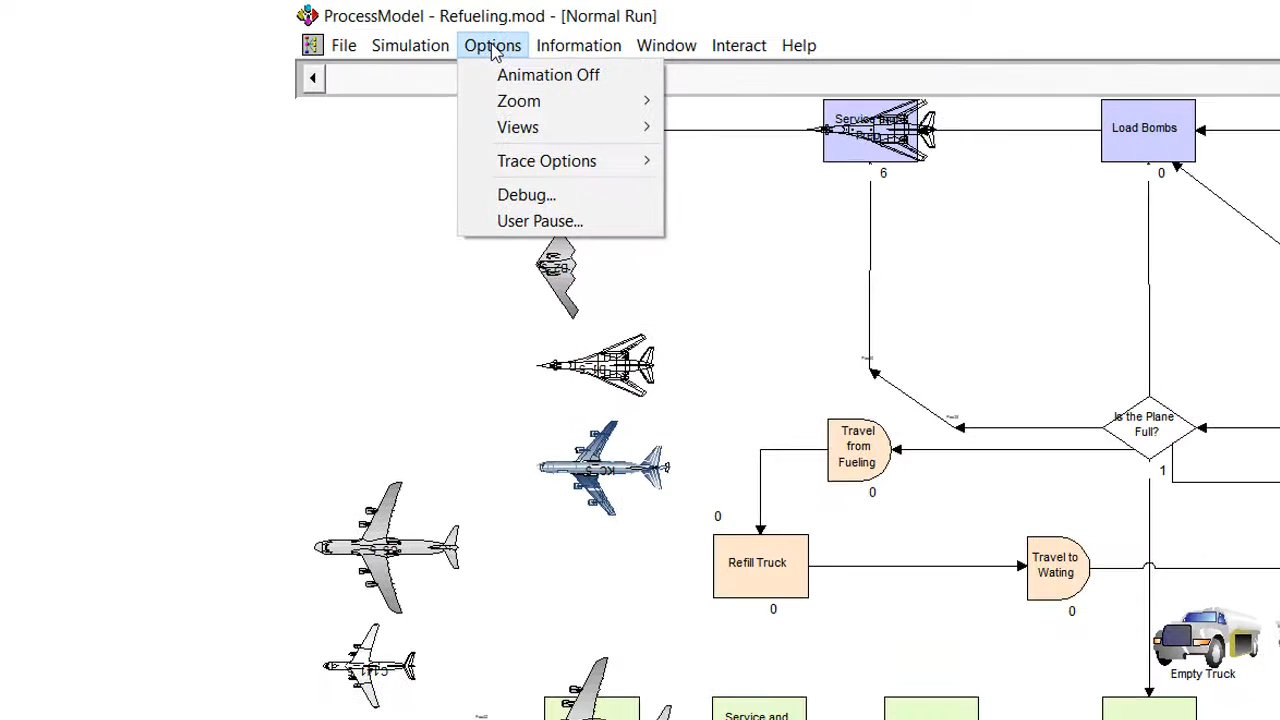 ProcessModel - Refueling.mod - [Normal Run]
File Simulation Options Information Window Interact Help
Animation Off
Zoom
Views
Trace Options
Debug...
User Pause...
Load Bombs
6
0
Is the Plane
Full?
1
Travel
from
Fueling
0
0
Refill Truck
0
Travel to
Wating
0
Empty Truck
Service and